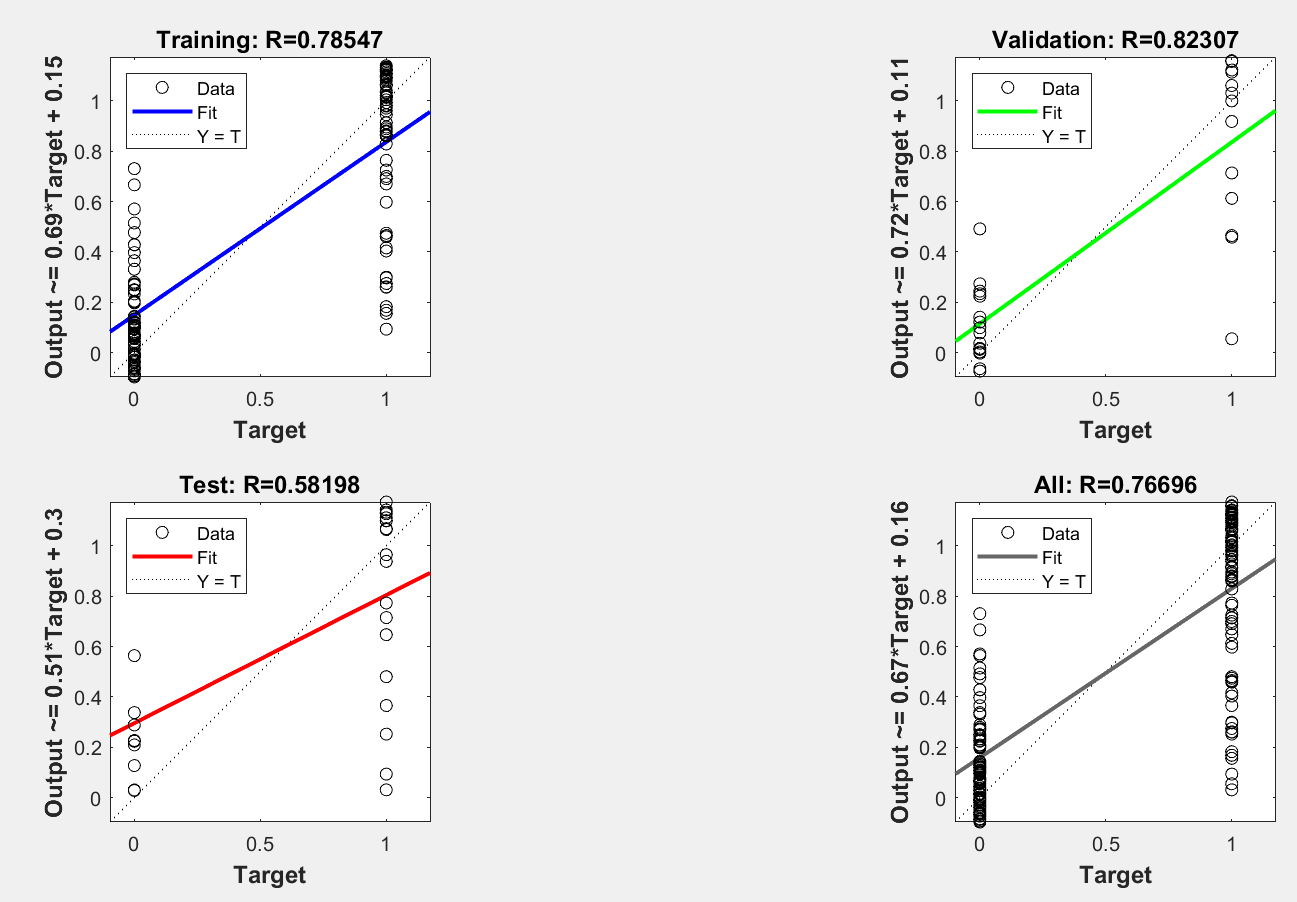 Training: R=0.78547
Output ~= 0.69*Target + 0.15
Data
Fit
Y = T
1
0.8
0.6
0.4
0.2
0
0 0.5 1
Target
Validation: R=0.82307
Output ~= 0.72*Target + 0.11
Data
Fit
Y = T
1
0.8
0.6
0.4
0.2
0
0 0.5 1
Target
Test: R=0.58198
Output ~= 0.51*Target + 0.3
Data
Fit
Y = T
1
0.8
0.6
0.4
0.2
0
0 0.5 1
Target
All: R=0.76696
Output ~= 0.67*Target + 0.16
Data
Fit
Y = T
1
0.8
0.6
0.4
0.2
0
0 0.5 1
Target